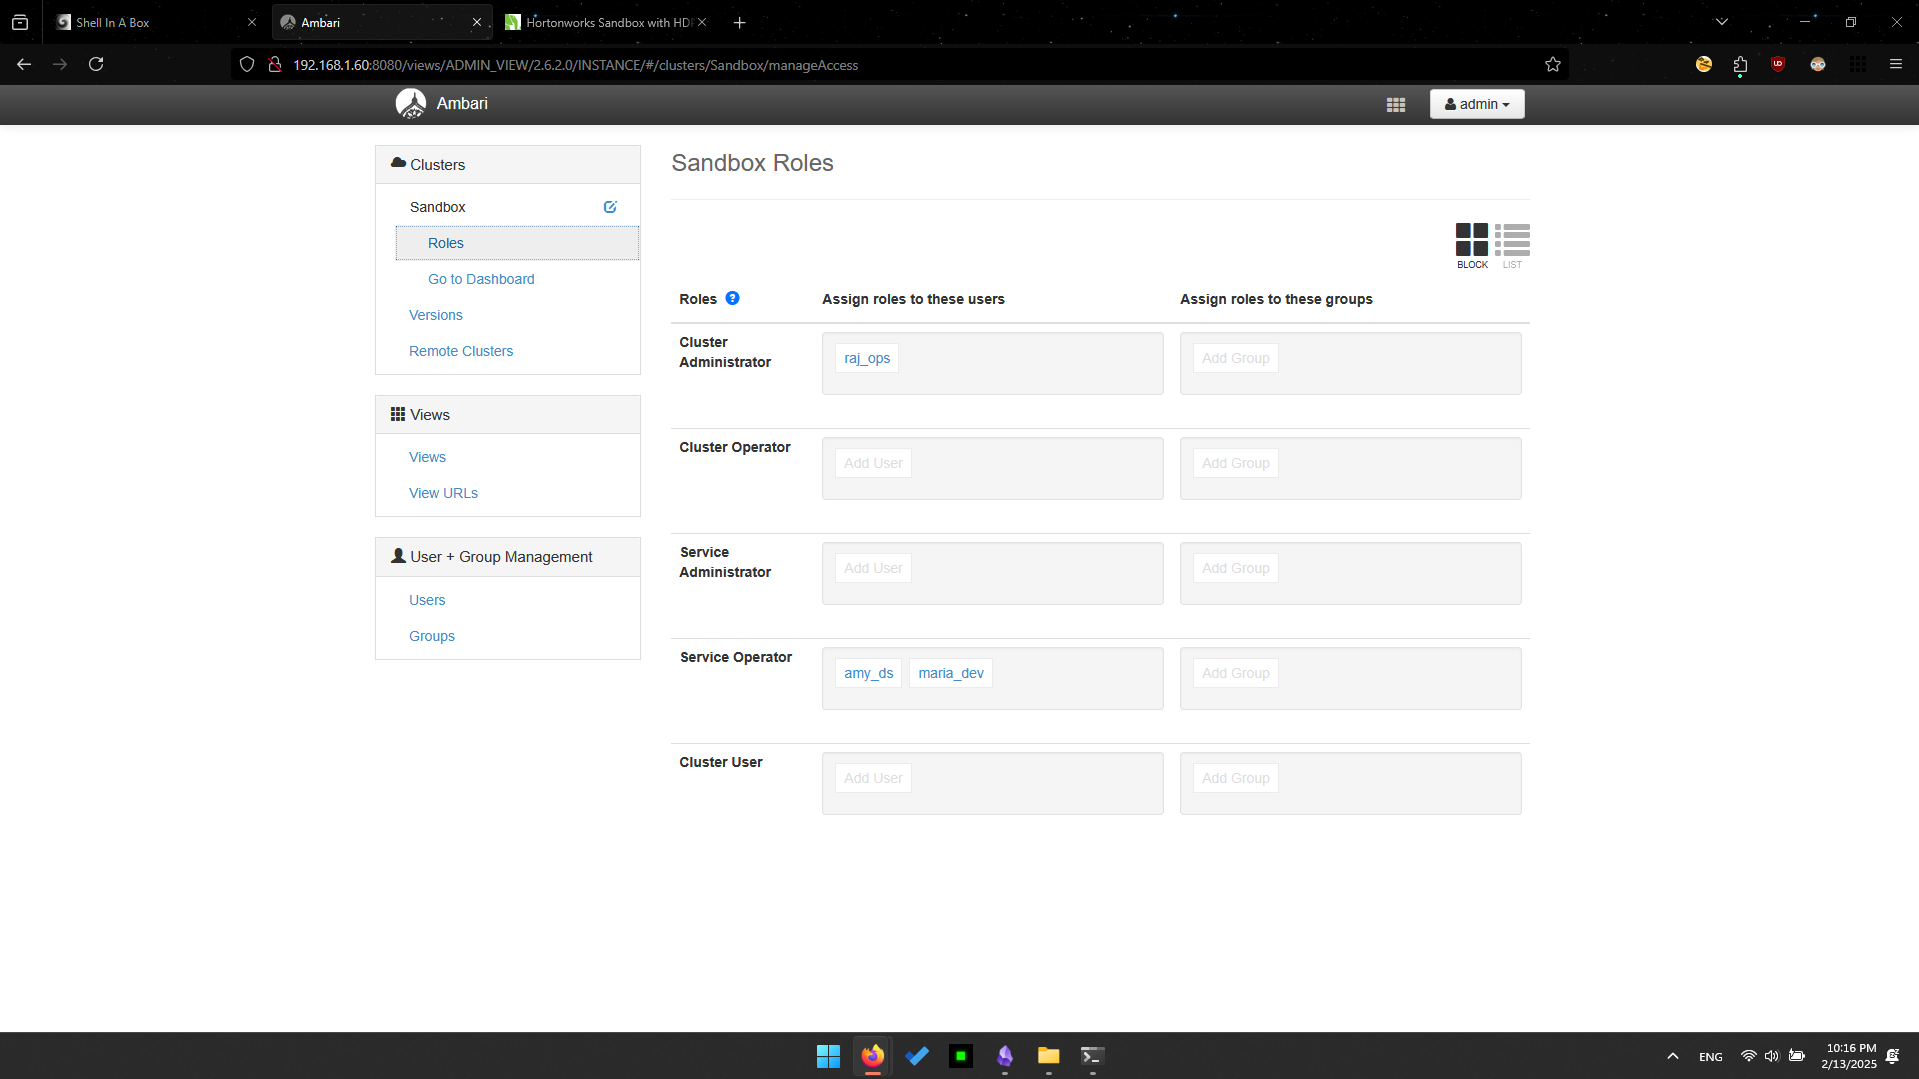 Shell In A Box
Ambari
Hortonworks Sandbox with HDP
192.168.1.60:8080/views/ADMIN_VIEW/2.6.2.0/INSTANCE/#/clusters/Sandbox/manageAccess
Ambari
admin
Clusters
Sandbox
Roles
Go to Dashboard
Versions
Remote Clusters
Views
Views
View URLs
User + Group Management
Users
Groups
Sandbox Roles
BLOCK LIST
Roles ? Assign roles to these users Assign roles to these groups
Cluster Administrator raj_ops Add Group
Cluster Operator Add User Add Group
Service Administrator Add User Add Group
Service Operator amy_ds maria_dev Add Group
Cluster User Add User Add Group
ENG
10:16 PM
2/13/2025